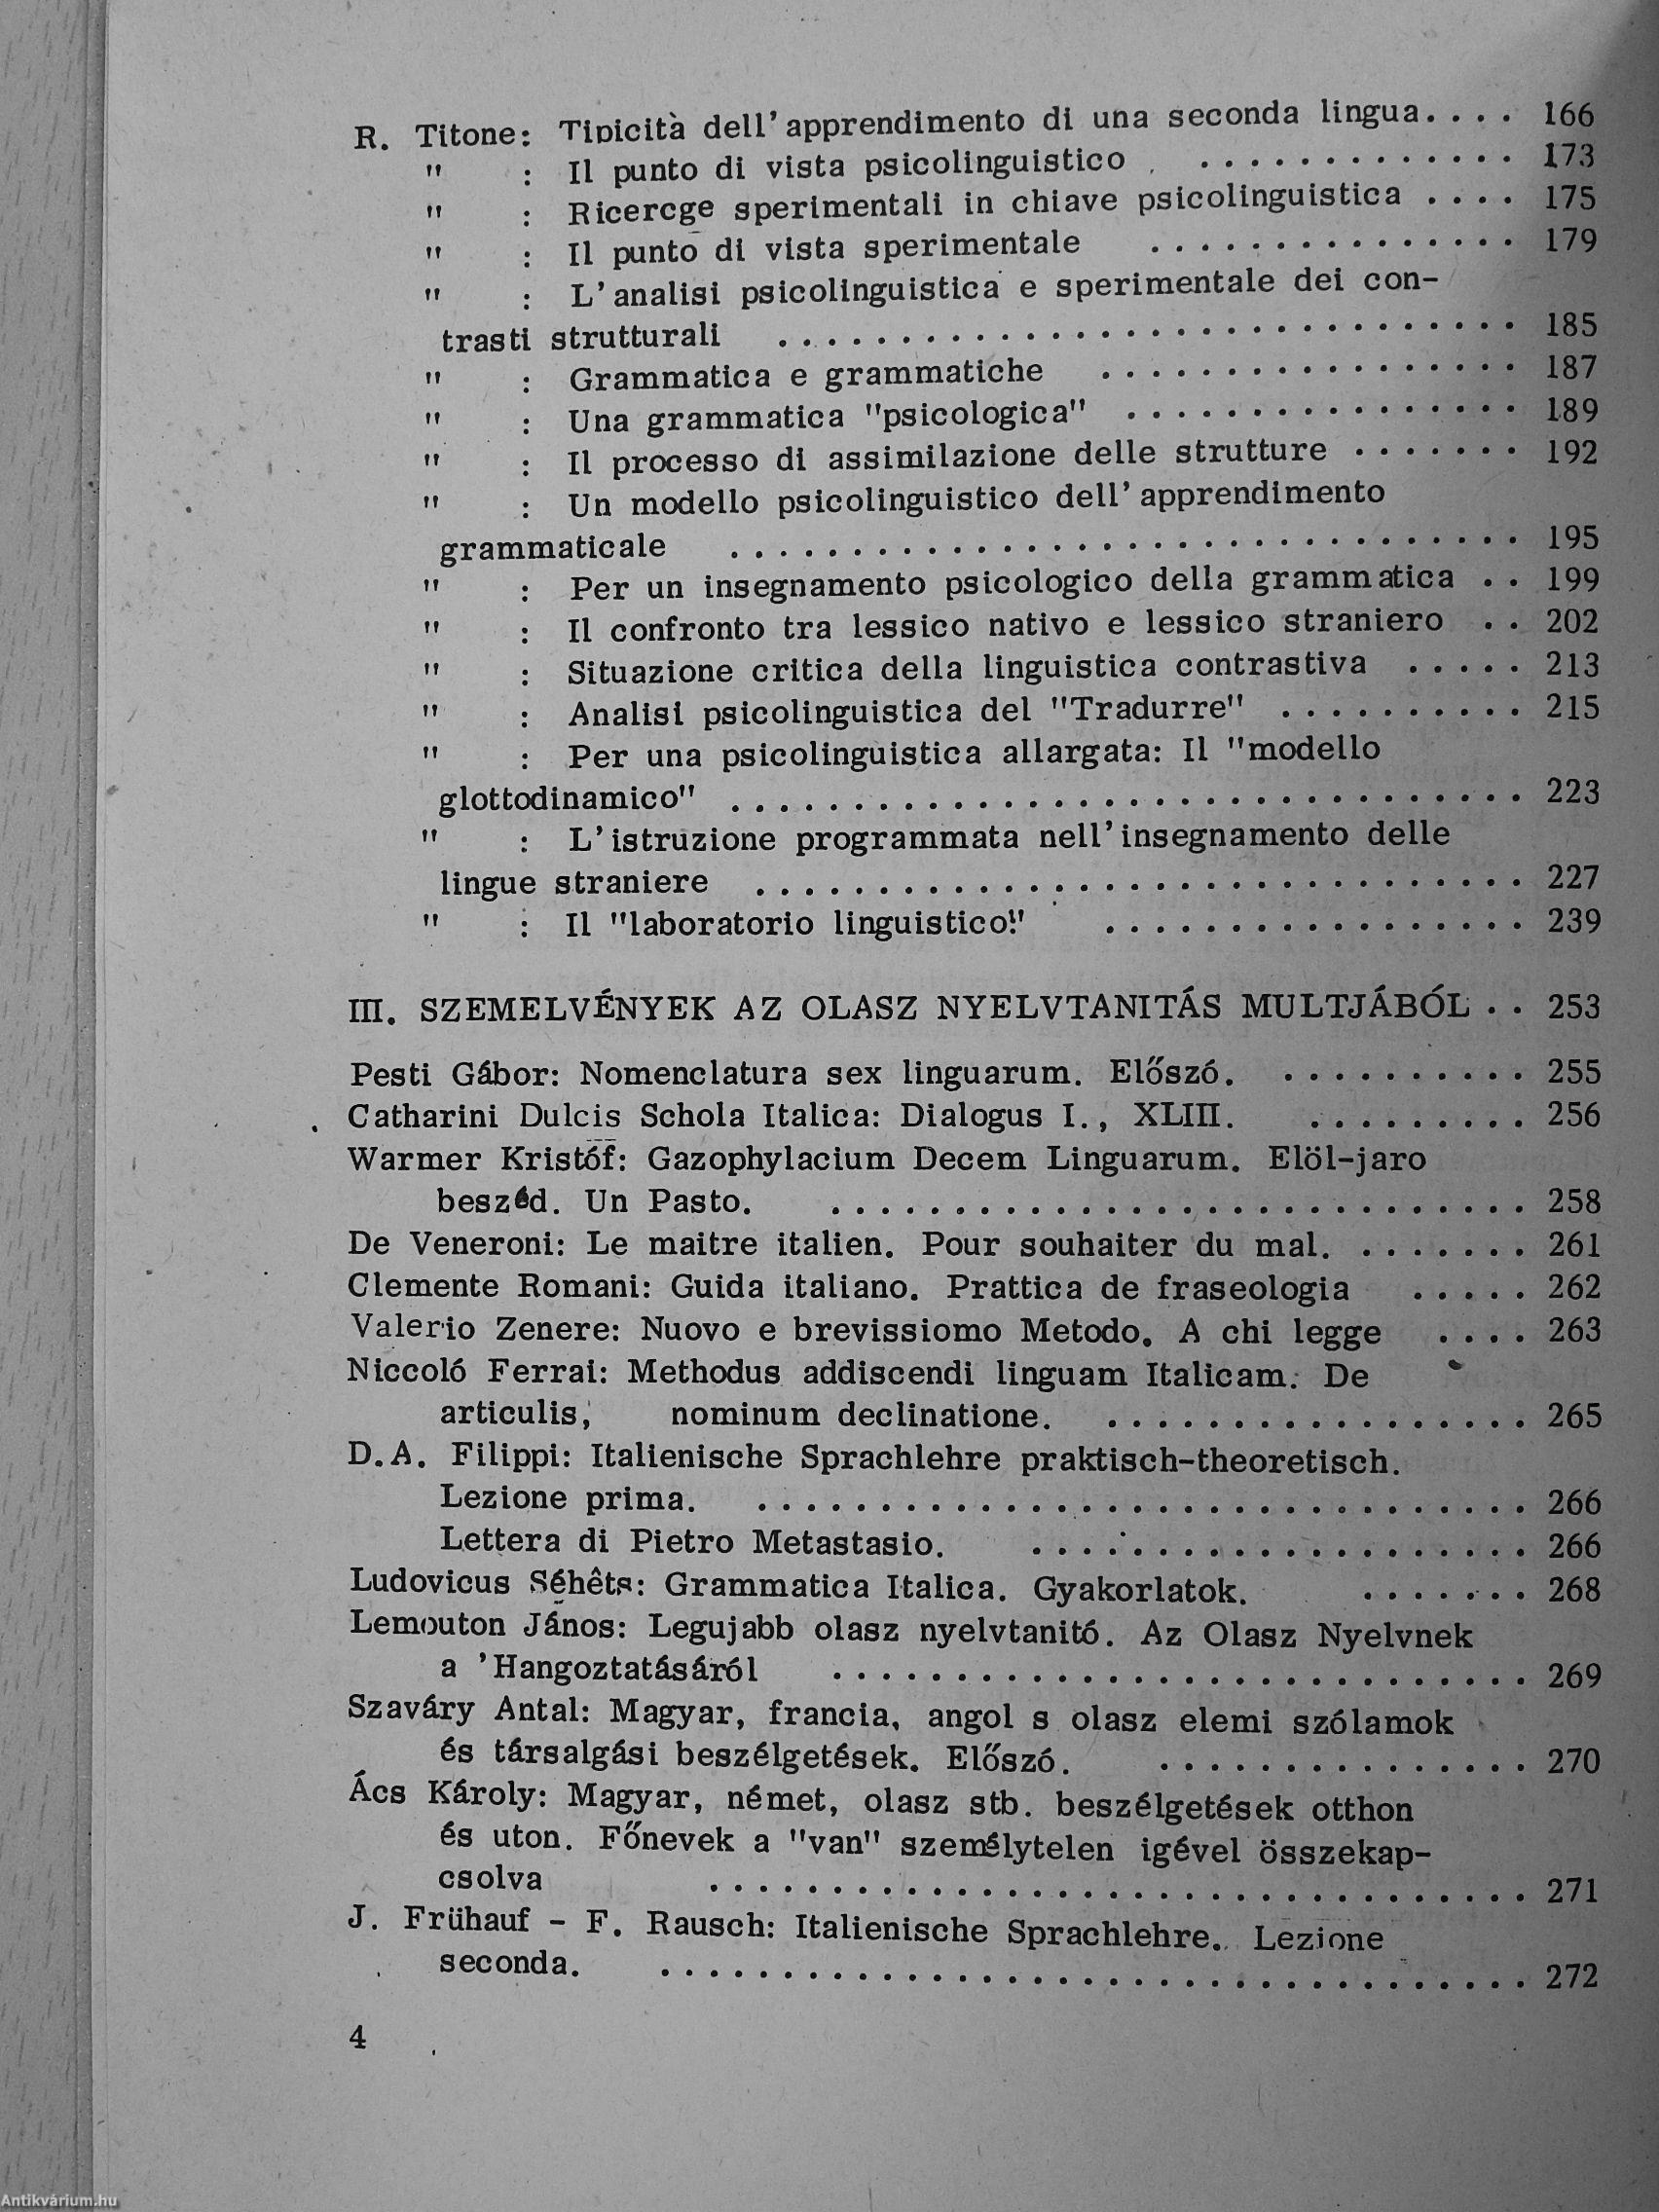 R. Titone: Tipicità dell'apprendimento di una seconda lingua.... 166
" : Il punto di vista psicolinguistico ............. 173
" : Ricercge sperimentali in chiave psicolinguistica .... 175
" : Il punto di vista sperimentale ............... 179
" : L'analisi psicolinguistica e sperimentale dei con-
trasti strutturali .............................. 185
" : Grammatica e grammatiche ................. 187
" : Una grammatica "psicologica" ................ 189
" : Il processo di assimilazione delle strutture ....... 192
" : Un modello psicolinguistico dell'apprendimento
grammaticale ................................ 195
" : Per un insegnamento psicologico della grammatica .. 199
" : Il confronto tra lessico nativo e lessico straniero .. 202
" : Situazione critica della linguistica contrastiva ..... 213
" : Analisi psicolinguistica del "Tradurre" .......... 215
" : Per una psicolinguistica allargata: Il "modello
glottodinamico" ................................ 223
" : L'istruzione programmata nell'insegnamento delle
lingue straniere ............................... 227
" : Il "laboratorio linguistico!" ................. 239
III. SZEMELVÉNYEK AZ OLASZ NYELVTANITÁS MULTJÁBÓL .. 253
Pesti Gábor: Nomenclatura sex linguarum. Előszó. .......... 255
Catharini Dulcis Schola Italica: Dialogus I., XLIII. ......... 256
Warmer Kristóf: Gazophylacium Decem Linguarum. Elöl-jaro
beszéd. Un Pasto. ............................ 258
De Veneroni: Le maitre italien. Pour souhaiter du mal. ....... 261
Clemente Romani: Guida italiano. Prattica de fraseologia ..... 262
Valerio Zenere: Nuovo e brevissiomo Metodo. A chi legge .... 263
Niccoló Ferrai: Methodus addiscendi linguam Italicam. De
articulis, nominum declinatione. ................. 265
D.A. Filippi: Italienische Sprachlehre praktisch-theoretisch.
Lezione prima. ............................... 266
Lettera di Pietro Metastasio. .................... 266
Ludovicus Séhêts: Grammatica Italica. Gyakorlatok. ....... 268
Lemouton János: Legujabb olasz nyelvtanitó. Az Olasz Nyelvnek
a 'Hangoztatásáról ............................ 269
Szaváry Antal: Magyar, francia, angol s olasz elemi szólamok
és társalgási beszélgetések. Előszó. ............... 270
Ács Károly: Magyar, német, olasz stb. beszélgetések otthon
és uton. Főnevek a "van" személytelen igével összekap-
csolva ................................. 271
J. Frühauf - F. Rausch: Italienische Sprachlehre. Lezione
seconda. ................................... 272
4
Antikvárium.hu